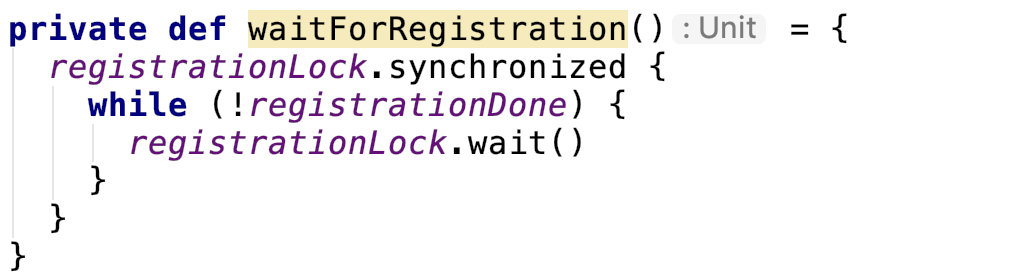 private def waitForRegistration() : Unit = {
  registrationLock.synchronized {
    while (!registrationDone) {
      registrationLock.wait()
    }
  }
}